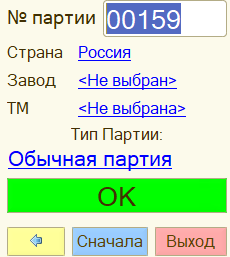 № партии 00159
Страна Россия
Завод <Не выбран>
ТМ <Не выбрана>
Тип Партии:
Обычная партия
OK
Сначала Выход